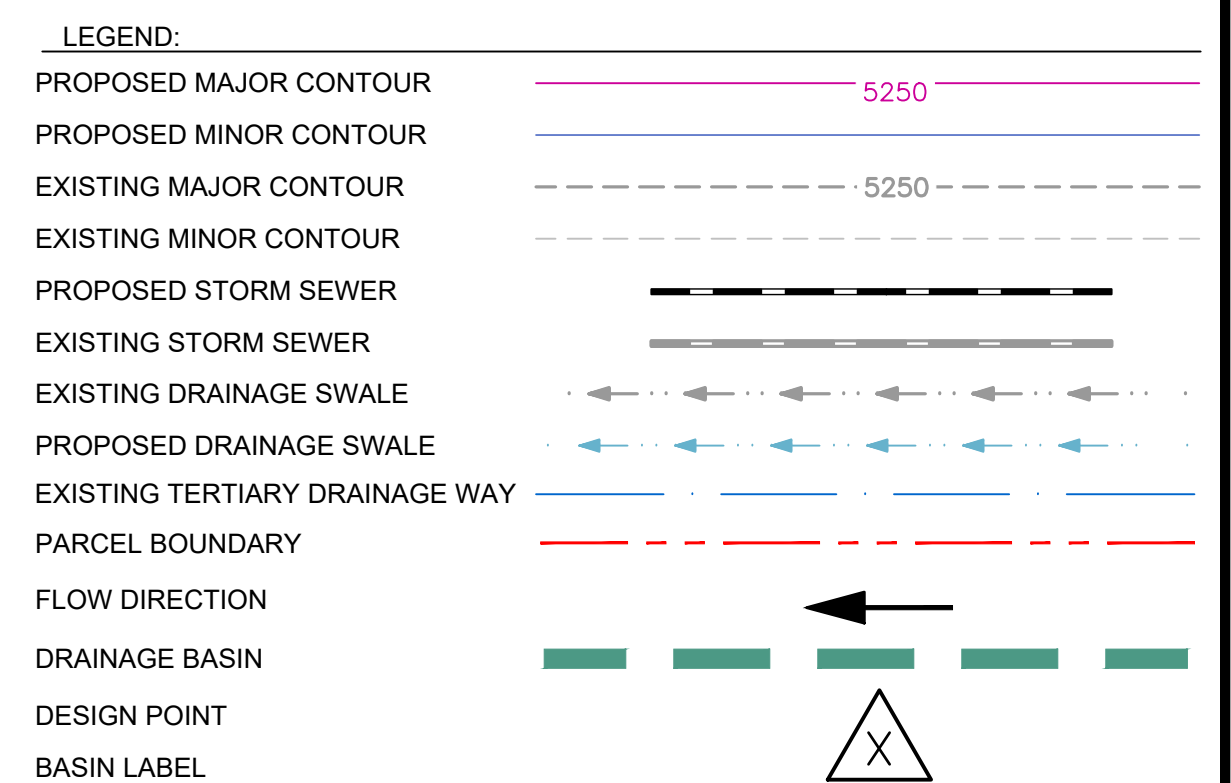 LEGEND:
PROPOSED MAJOR CONTOUR 5250
PROPOSED MINOR CONTOUR
EXISTING MAJOR CONTOUR 5250
EXISTING MINOR CONTOUR
PROPOSED STORM SEWER
EXISTING STORM SEWER
EXISTING DRAINAGE SWALE
PROPOSED DRAINAGE SWALE
EXISTING TERTIARY DRAINAGE WAY
PARCEL BOUNDARY
FLOW DIRECTION
DRAINAGE BASIN
DESIGN POINT X
BASIN LABEL